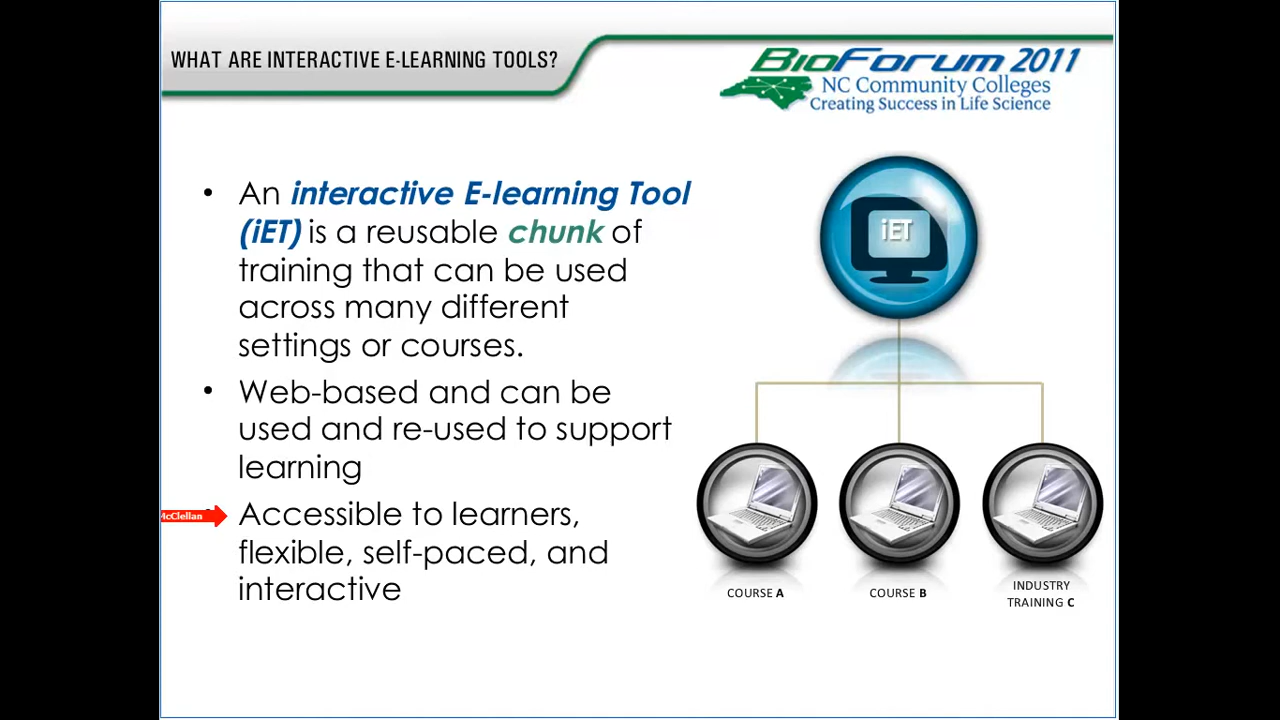 WHAT ARE INTERACTIVE E-LEARNING TOOLS?
BioForum 2011
NC Community Colleges
Creating Success in Life Science
• An interactive E-learning Tool
(iET) is a reusable chunk of
training that can be used
across many different
settings or courses.
• Web-based and can be
used and re-used to support
learning
McClellan
Accessible to learners,
flexible, self-paced, and
interactive
iET
COURSE A
COURSE B
INDUSTRY
TRAINING C